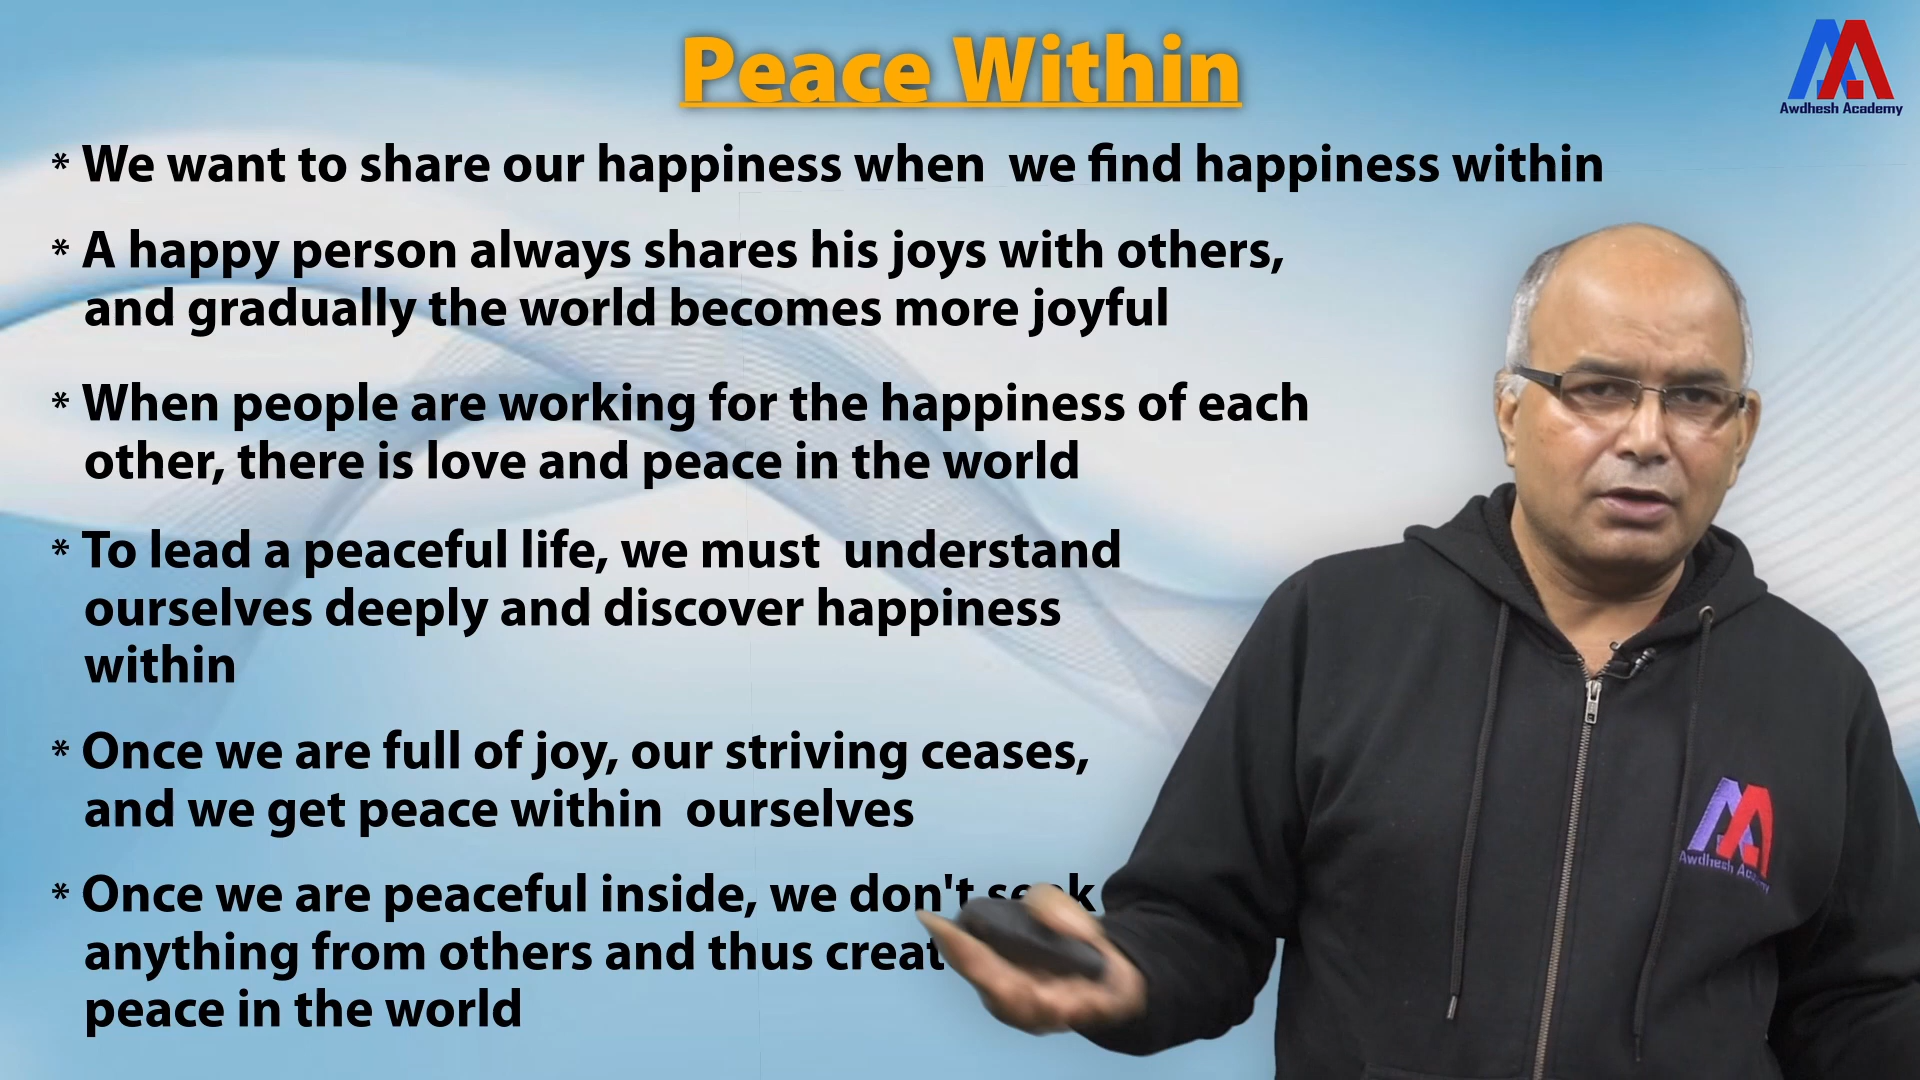 Peace Within
Awdhesh Academy
* We want to share our happiness when we find happiness within
* A happy person always shares his joys with others,
and gradually the world becomes more joyful
* When people are working for the happiness of each
other, there is love and peace in the world
* To lead a peaceful life, we must understand
ourselves deeply and discover happiness
within
* Once we are full of joy, our striving ceases,
and we get peace within ourselves
Awdhesh Academy
* Once we are peaceful inside, we don't
anything from others and thus
peace in the world